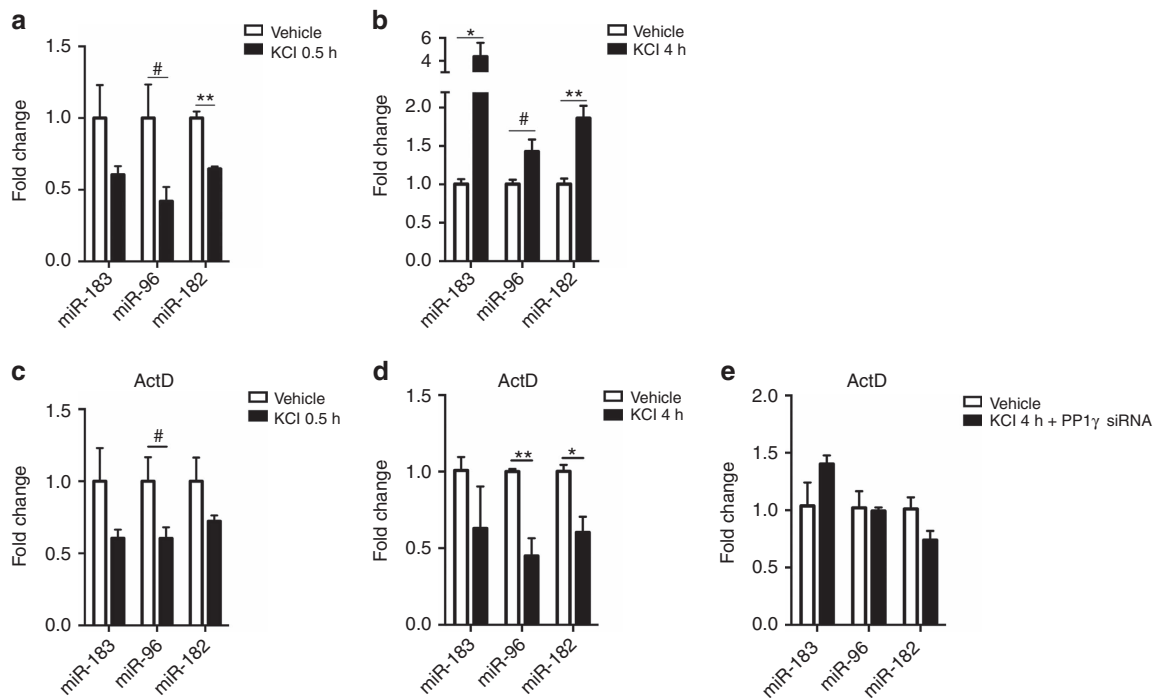 a
Vehicle
KCl 0.5 h
Fold change
1.5
1.0
0.5
0.0
#
**
miR-183
miR-96
miR-182
b
Vehicle
KCl 4 h
Fold change
6
4
2.0
1.5
1.0
0.5
0.0
*
#
**
miR-183
miR-96
miR-182
c
ActD
Vehicle
KCl 0.5 h
Fold change
1.5
1.0
0.5
0.0
#
miR-183
miR-96
miR-182
d
ActD
Vehicle
KCl 4 h
Fold change
1.5
1.0
0.5
0.0
**
*
miR-183
miR-96
miR-182
e
ActD
Vehicle
KCl 4 h + PP1γ siRNA
Fold change
2.0
1.5
1.0
0.5
0.0
miR-183
miR-96
miR-182